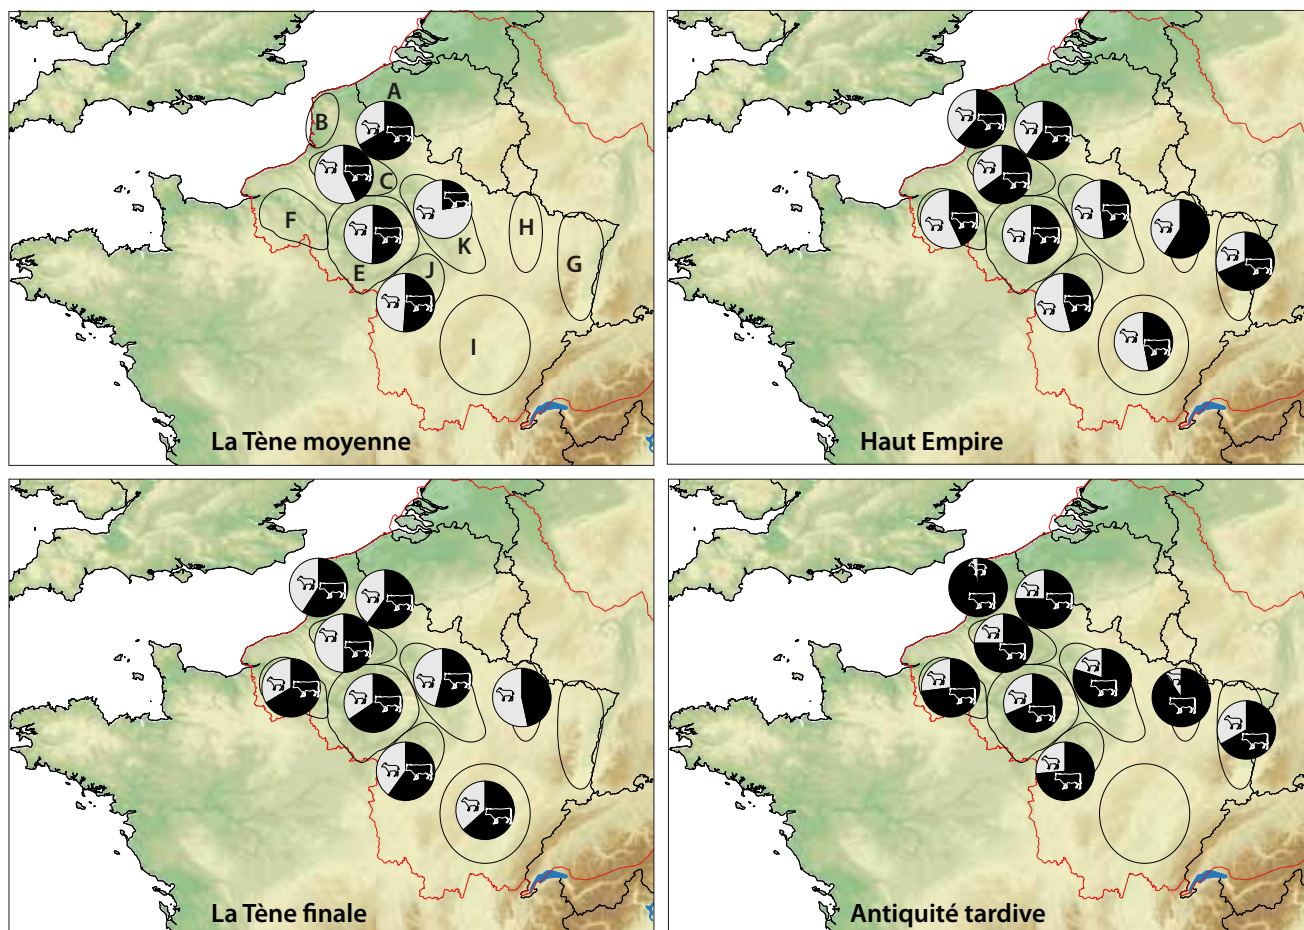 A
B
C
F
H
K
G
E
J
I
La Tène moyenne
Haut Empire
La Tène finale
Antiquité tardive